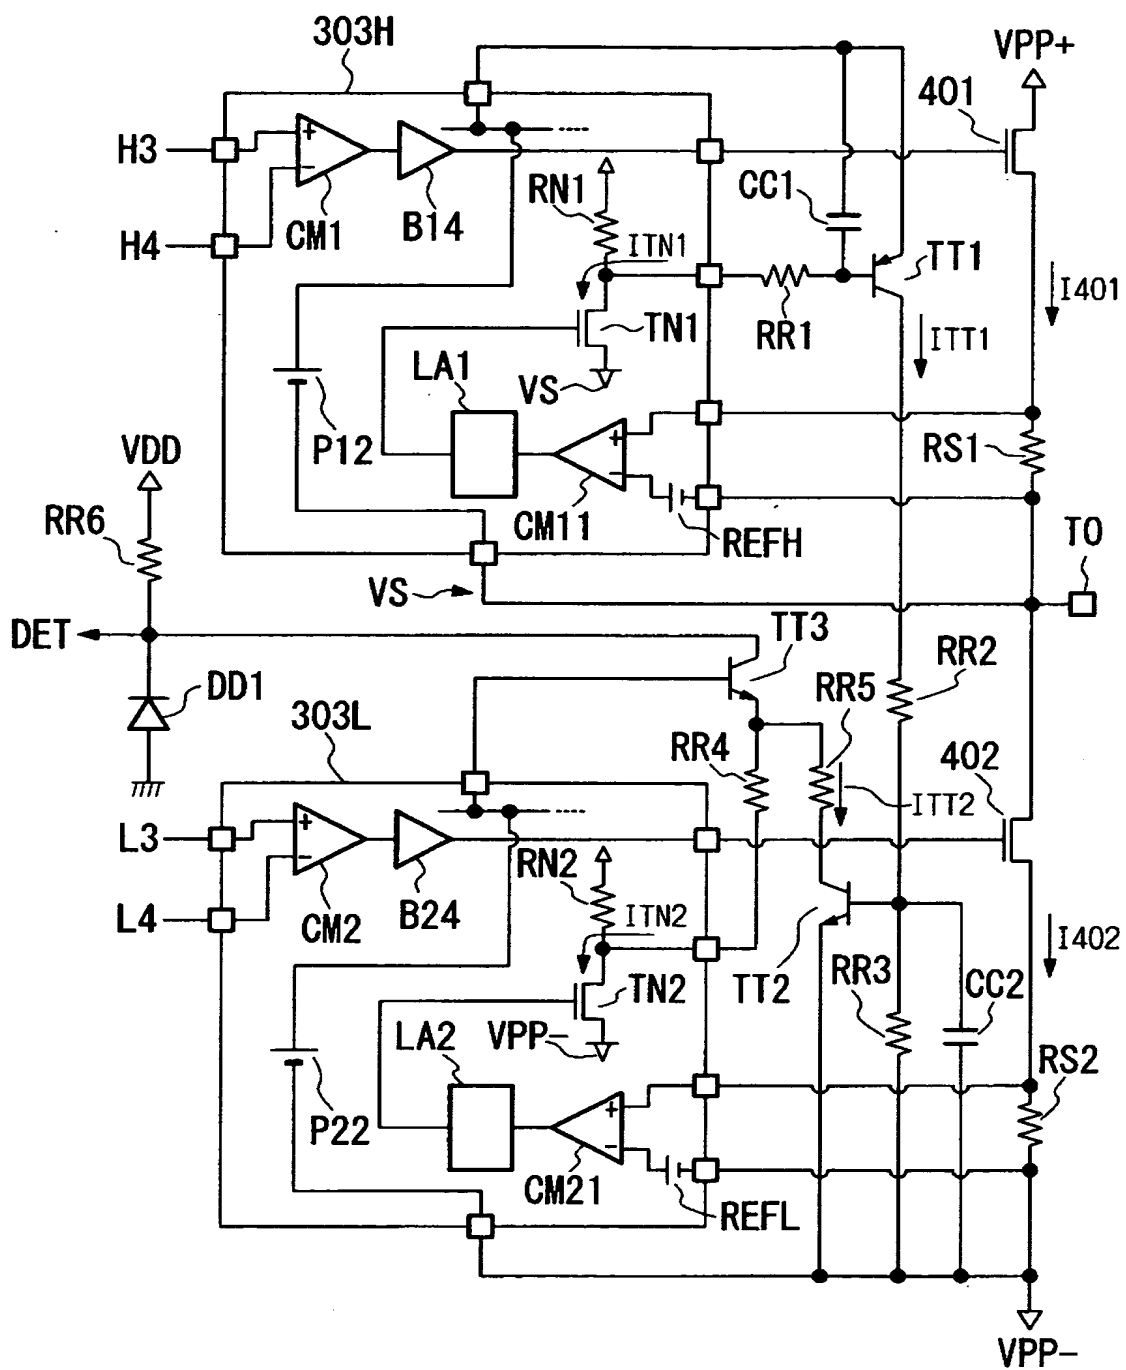 303H
VPP+
401
H3
RN1
CC1
CM1
B14
H4
ITN1
TT1
I401
TN1
RR1
ITT1
LA1
VS
P12
VDD
RS1
CM11
RR6
REFH
TO
VS
DET
TT3
RR2
DD1
RR5
303L
RR4
402
ITT2
L3
RN2
B24
L4
CM2
ITN2
I402
TN2
TT2
RR3
CC2
VPP-
LA2
RS2
P22
CM21
REFL
VPP-